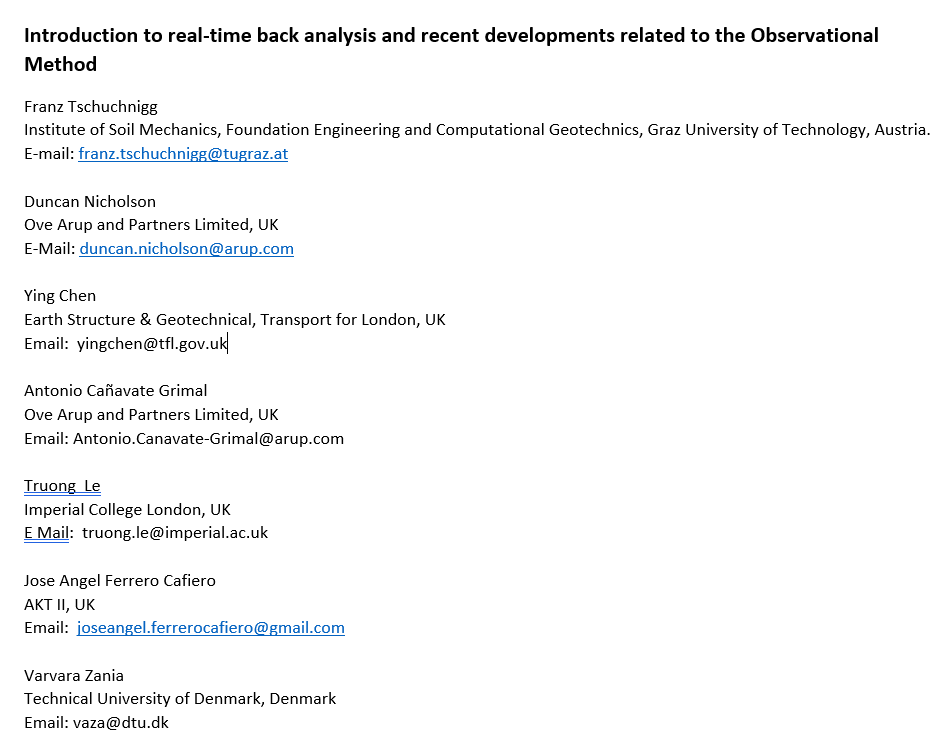 Introduction to real-time back analysis and recent developments related to the Observational
Method
Franz Tschuchnigg
Institute of Soil Mechanics, Foundation Engineering and Computational Geotechnics, Graz University of Technology, Austria.
E-mail: franz.tschuchnigg@tugraz.at
Duncan Nicholson
Ove Arup and Partners Limited, UK
E-Mail: duncan.nicholson@arup.com
Ying Chen
Earth Structure & Geotechnical, Transport for London, UK
Email:  yingchen@tfl.gov.uk
Antonio Cañavate Grimal
Ove Arup and Partners Limited, UK
Email: Antonio.Canavate-Grimal@arup.com
Truong  Le
Imperial College London, UK
E Mail:  truong.le@imperial.ac.uk
Jose Angel Ferrero Cafiero
AKT II, UK
Email:  joseangel.ferrerocafiero@gmail.com
Varvara Zania
Technical University of Denmark, Denmark
Email: vaza@dtu.dk